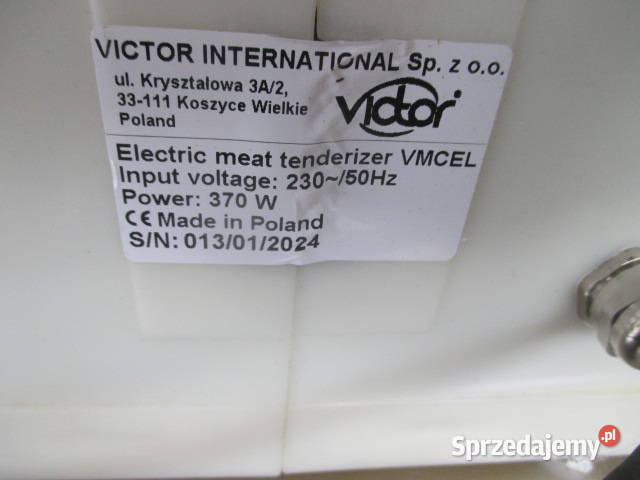 VICTOR INTERNATIONAL Sp. z o.o.
ul. Kryształowa 3A/2,
33-111 Koszyce Wielkie
Poland
victor
Electric meat tenderizer VMCEL
Input voltage: 230~/50Hz
Power: 370 W
CE Made in Poland
S/N: 013/01/2024
Sprzedajemy.pl